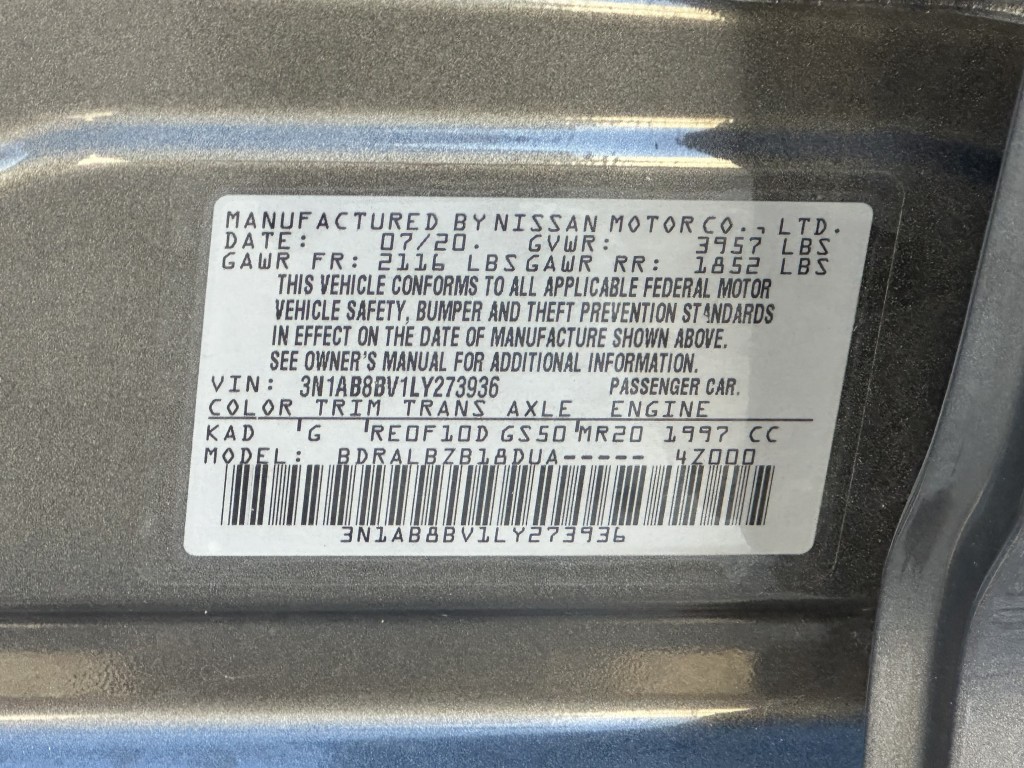 MANUFACTURED BY NISSAN MOTOR CO., LTD.
DATE: 07/20. GVWR: 3957 LBS
GAWR FR: 2116 LBS GAWR RR: 1852 LBS
THIS VEHICLE CONFORMS TO ALL APPLICABLE FEDERAL MOTOR
VEHICLE SAFETY, BUMPER AND THEFT PREVENTION STANDARDS
IN EFFECT ON THE DATE OF MANUFACTURE SHOWN ABOVE.
SEE OWNER'S MANUAL FOR ADDITIONAL INFORMATION.
VIN: 3N1AB8BV1LY273936 PASSENGER CAR.
COLOR TRIM TRANS AXLE ENGINE
KAD 'G 'RE0F10D GS50'MR20 1997 CC
MODEL: BDRALBZB18DUA----- 4Z000
3N1AB8BV1LY273936